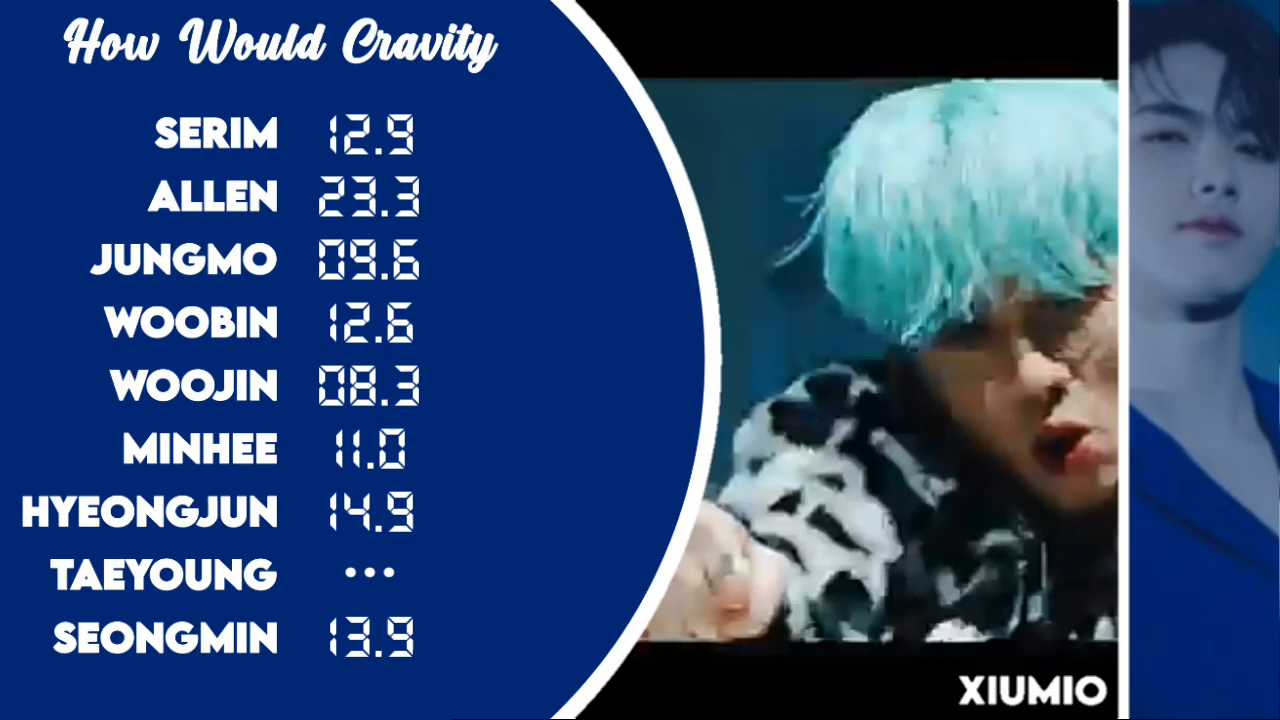 How Would Cravity
SERIM 12.9
ALLEN 23.3
JUNGMO 09.6
WOOBIN 12.6
WOOJIN 08.3
MINHEE 11.0
HYEONGJUN 14.9
TAEYOUNG ...
SEONGMIN 13.9
XIUMIO